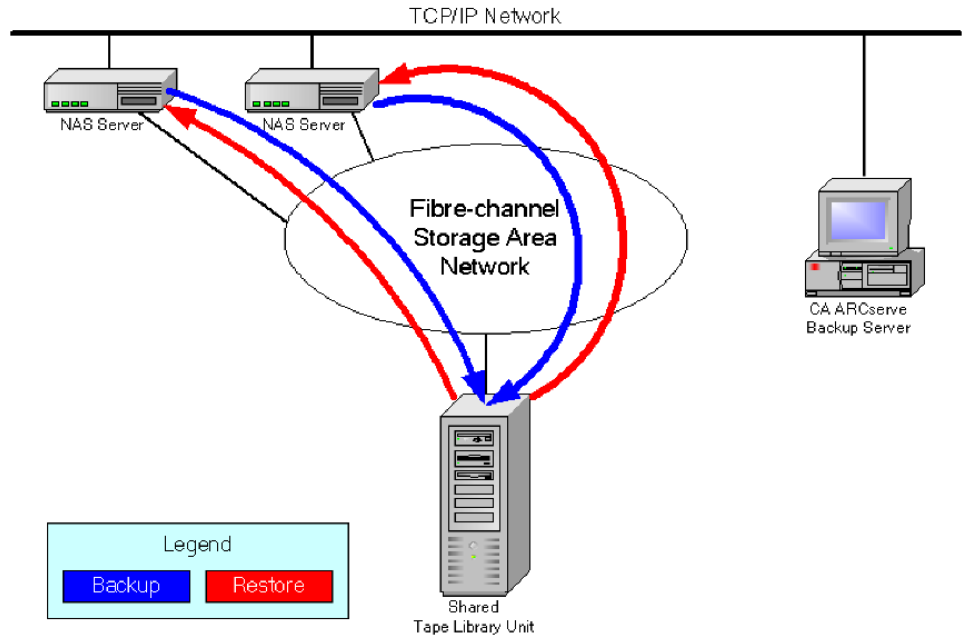 TCP/IP Network
NAS Server
NAS Server
Fibre-channel
Storage Area
Network
CA ARCserve
Backup Server
Legend
Backup
Restore
Shared
Tape Library Unit